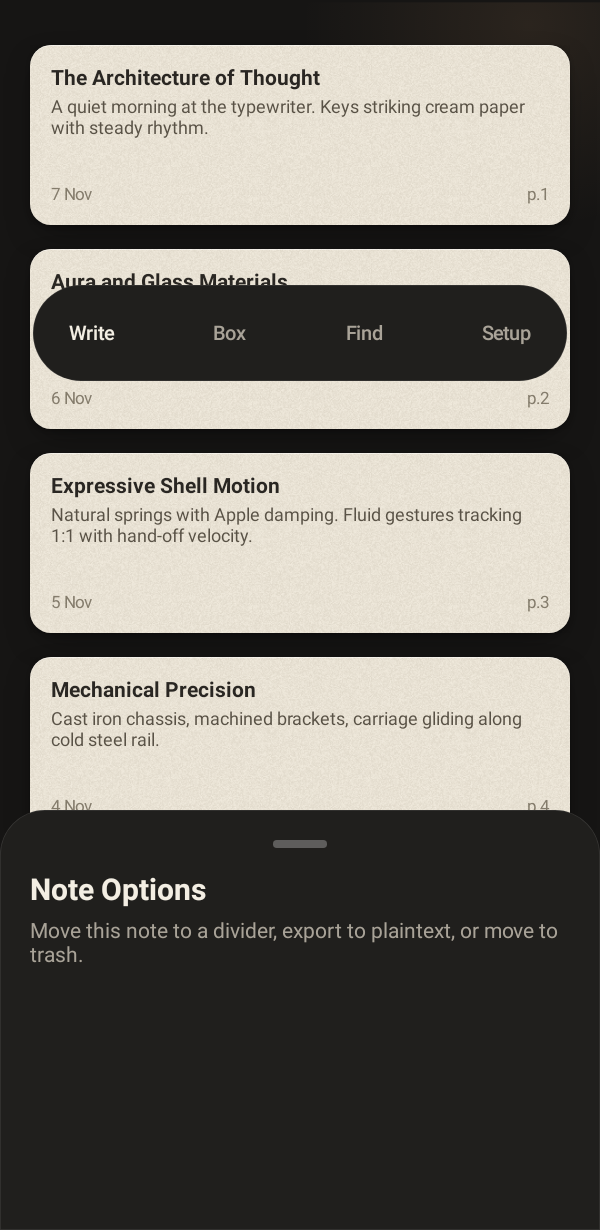 The Architecture of Thought
A quiet morning at the typewriter. Keys striking cream paper
with steady rhythm.
7 Nov p.1
Aura and Glass Materials
Write Box Find Setup
6 Nov p.2
Expressive Shell Motion
Natural springs with Apple damping. Fluid gestures tracking
1:1 with hand-off velocity.
5 Nov p.3
Mechanical Precision
Cast iron chassis, machined brackets, carriage gliding along
cold steel rail.
4 Nov p.4
Note Options
Move this note to a divider, export to plaintext, or move to
trash.